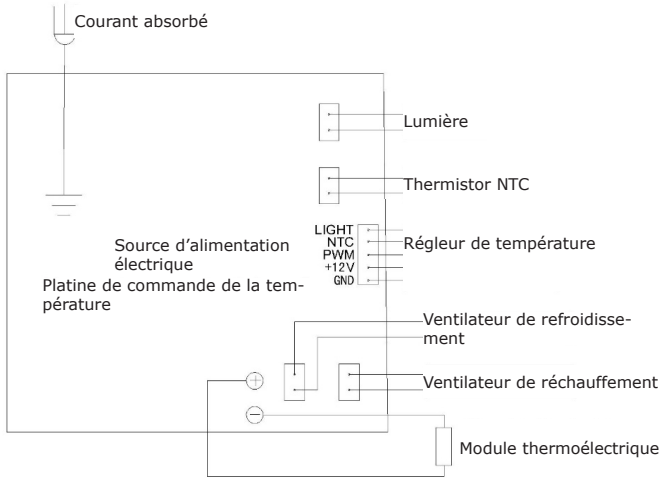 Courant absorbé
Lumière
Thermistor NTC
LIGHT
NTC
PWM
+12V
GND
Régleur de température
Source d’alimentation
électrique
Platine de commande de la tem-
pérature
Ventilateur de refroidisse-
ment
Ventilateur de réchauffement
Module thermoélectrique